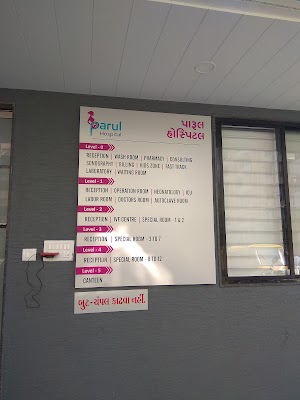 Parul
Hospital
પારૂલ
હોસ્પિટલ
Level - 0
RECEPTION | WASH ROOM | PHARMACY | CONSULTING
SONOGRAPHY | BILLING | KIDS ZONE | FAST TRACK
LABORATORY | WAITING ROOM
Level - 1
RECEPTION | OPERATION ROOM | NEONATOLOGY | ICU
LABOR ROOM | DOCTORS ROOM | AUTOCLAVE ROOM
Level - 2
RECEPTION | IVF CENTRE | SPECIAL ROOM - 1 & 2
Level - 3
RECEPTION | SPECIAL ROOM - 3 TO 7
Level - 4
RECEPTION | SPECIAL ROOM - 8 TO 12
Level - 5
CANTEEN
બુટ-ચંપલ કાઢવા નહીં.